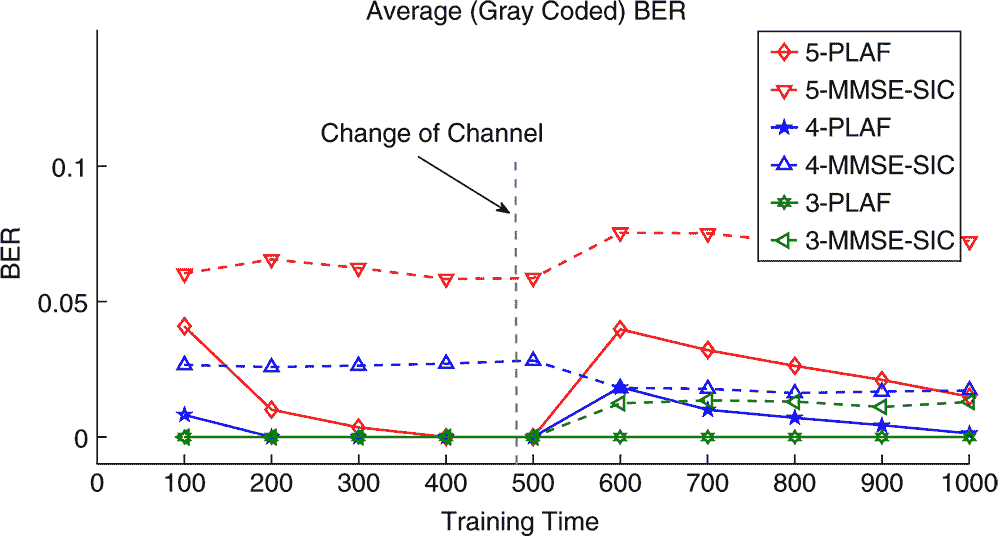 Average (Gray Coded) BER
5-PLAF
5-MMSE-SIC
4-PLAF
4-MMSE-SIC
3-PLAF
3-MMSE-SIC
Change of Channel
0.1
0.05
0
BER
0 100 200 300 400 500 600 700 800 900 1000
Training Time